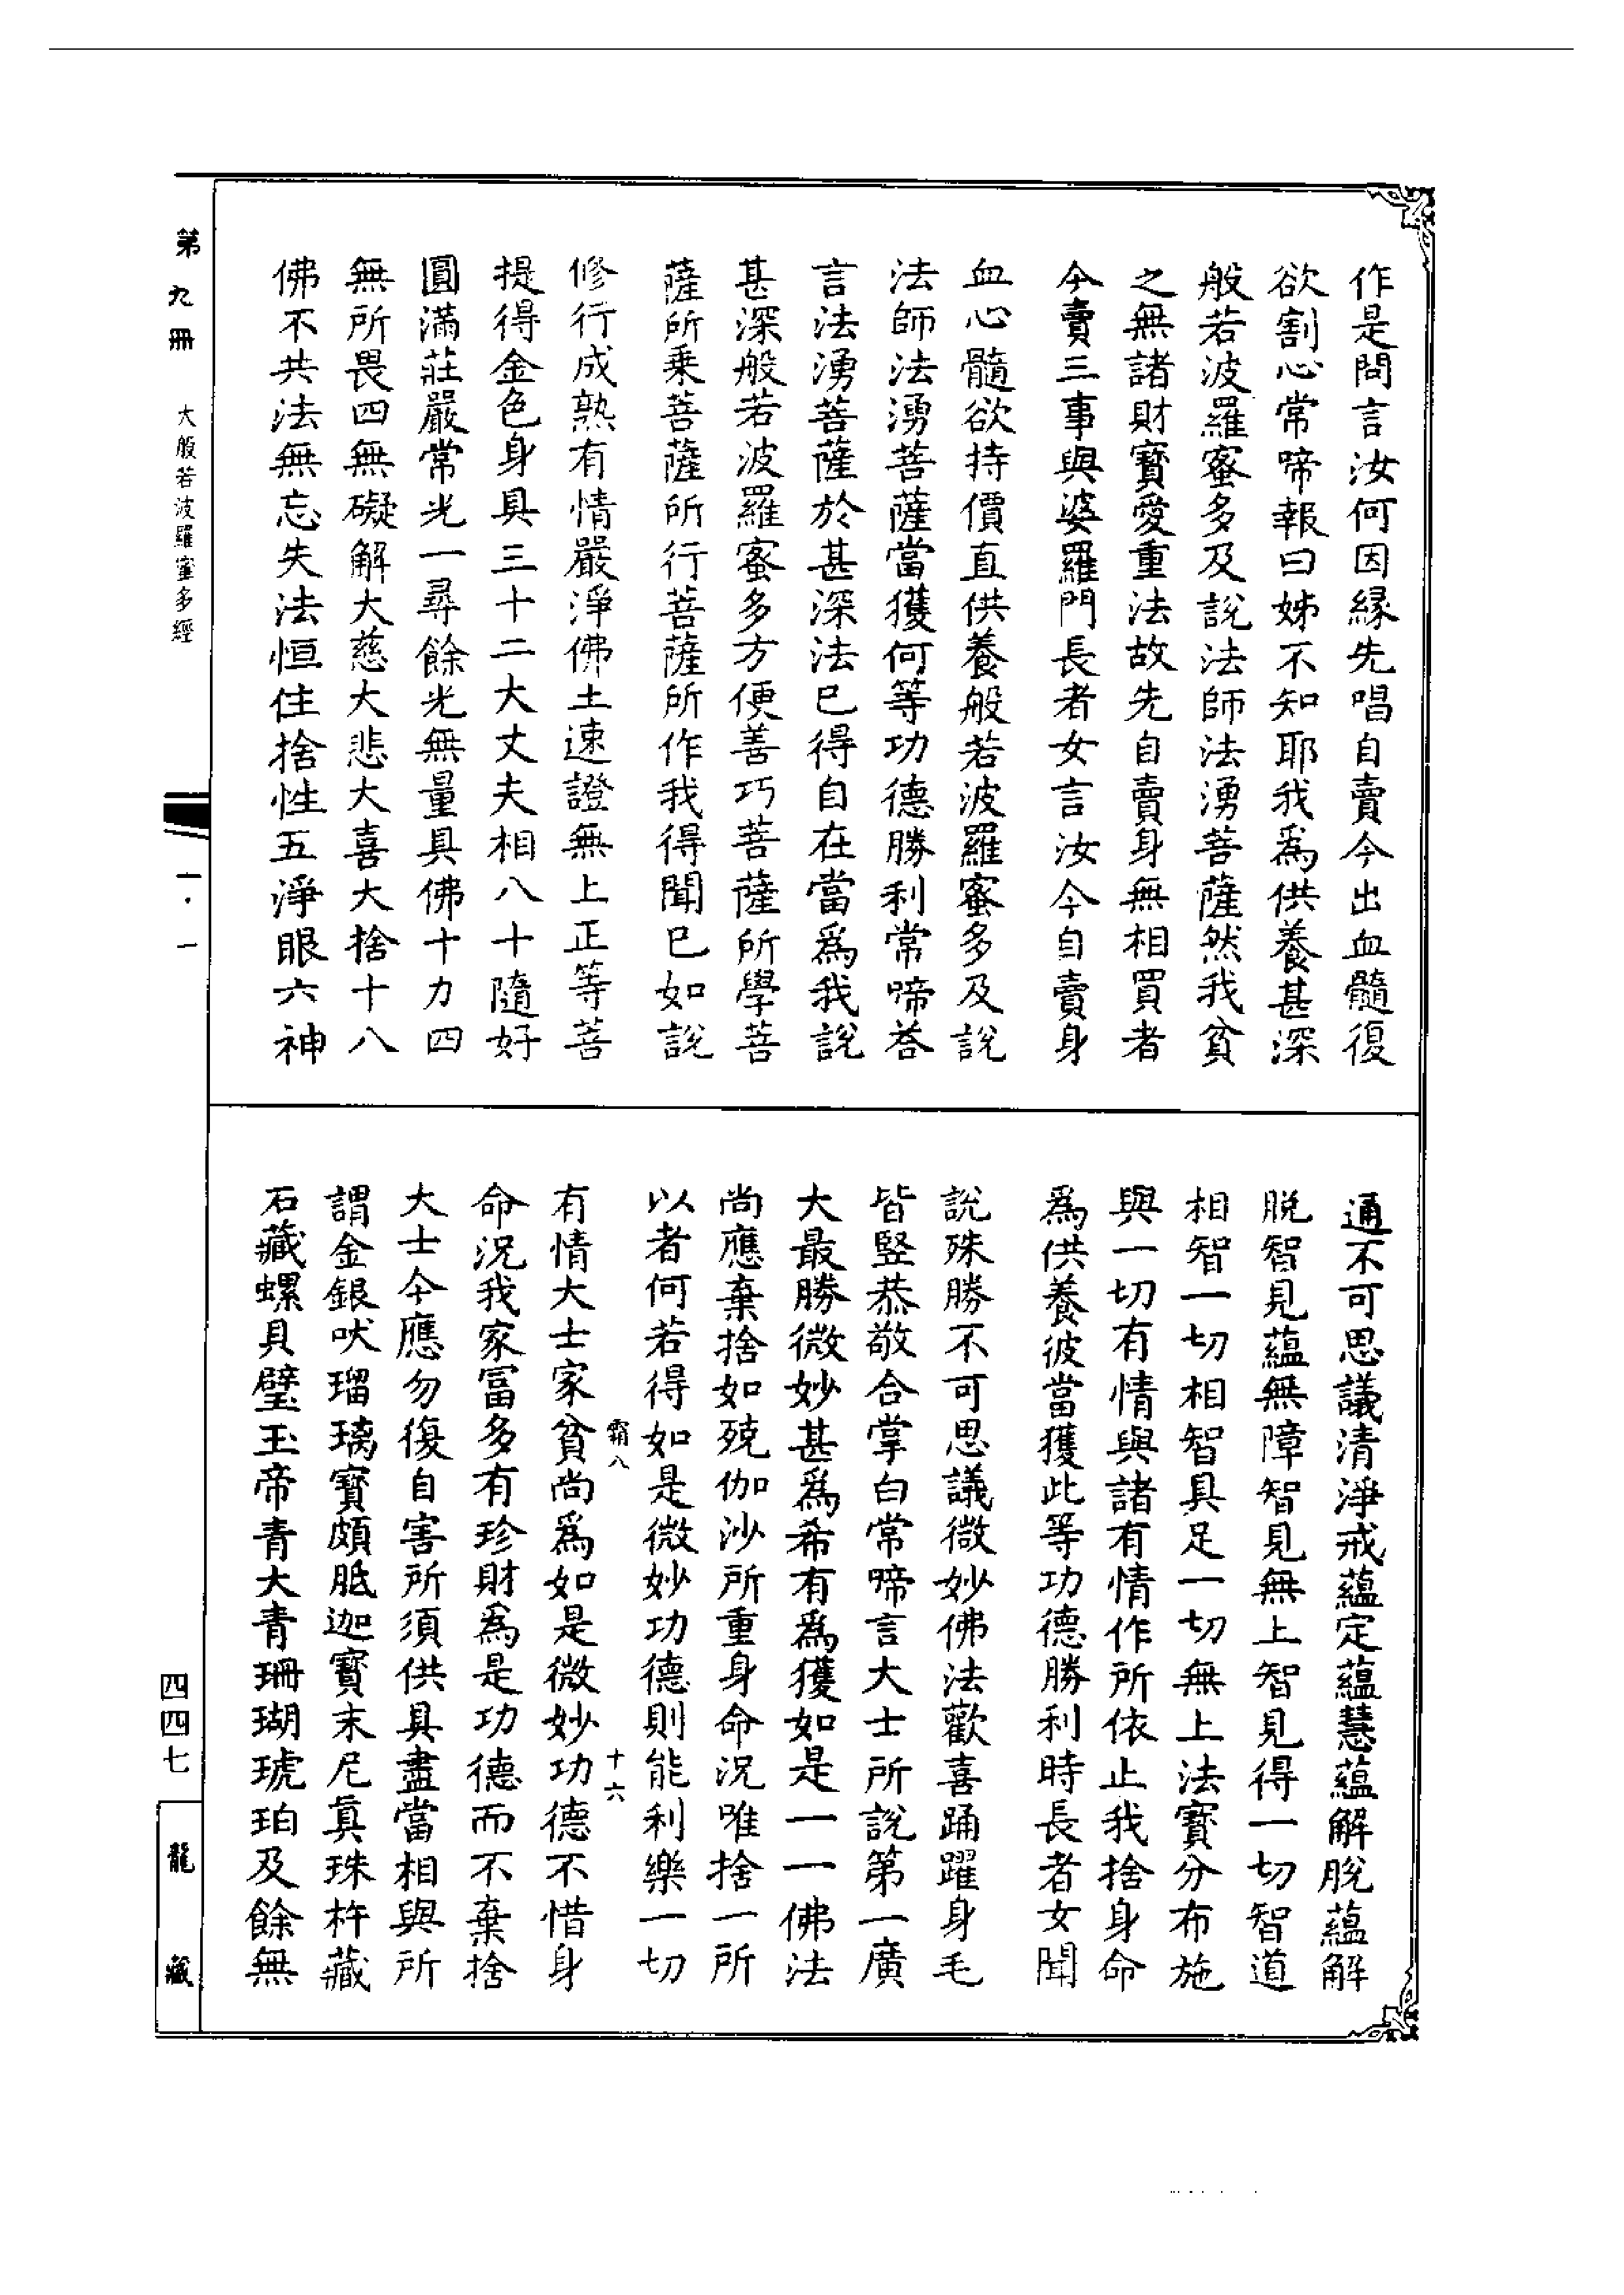 作是問言汝何因縁先唱自賣今出血髓復
欲割心常啼報曰姊不知耶我爲供養甚深
般若波羅蜜多及說法師法湧菩薩然我貧
之無諸財寳愛重法故先自賣身無相買者
今賣三事與婆羅門長者女言汝今自賣身
血心髓欲持價直供養般若波羅蜜多及說
法師法湧菩薩當獲何等功德勝利常啼荅
言法湧菩薩於甚深法已得自在當爲我說
甚深般若波羅蜜多方便善巧菩薩所學菩
薩所乗菩薩所行菩薩所作我得聞已如說
修行成熟有情嚴淨佛土速證無上正等菩
提得金色身具三十二大丈夫相八十隨好
圓滿莊嚴常光一尋餘光無量具佛十力四
無所畏四無礙解大慈大悲大喜大捨十八
佛不共法無忘失法恒住捨性五淨眼六神
通不可思議清淨戒蘊定蘊慧蘊解脫蘊解
脫智見蘊無障智見無上智見得一切智道
相智一切相智具足一切無上法寳分布施
與一切有情與諸有情作所依止我捨身命
爲供養彼當獲此等功德勝利時長者女聞
說殊勝不可思議微妙佛法歡喜踊躍身毛
皆竪恭敬合掌白常啼言大士所說第一廣
大最勝微妙甚爲希有爲獲如是一一佛法
尚應棄捨如殑伽沙所重身命況唯捨一所
以者何若得如是微妙功德則能利樂一切
霜八 十六
有情大士家貧尚爲如是微妙功德不惜身
命況我家冨多有珍財爲是功德而不棄捨
大士今應勿復自害所須供具盡當相與所
謂金銀吠瑠璃寳頗胝迦寳末尼真珠杵藏
石藏螺貝璧玉帝青大青珊瑚琥珀及餘無
第九冊 大般若波羅蜜多經 一·一
四四七 龍藏